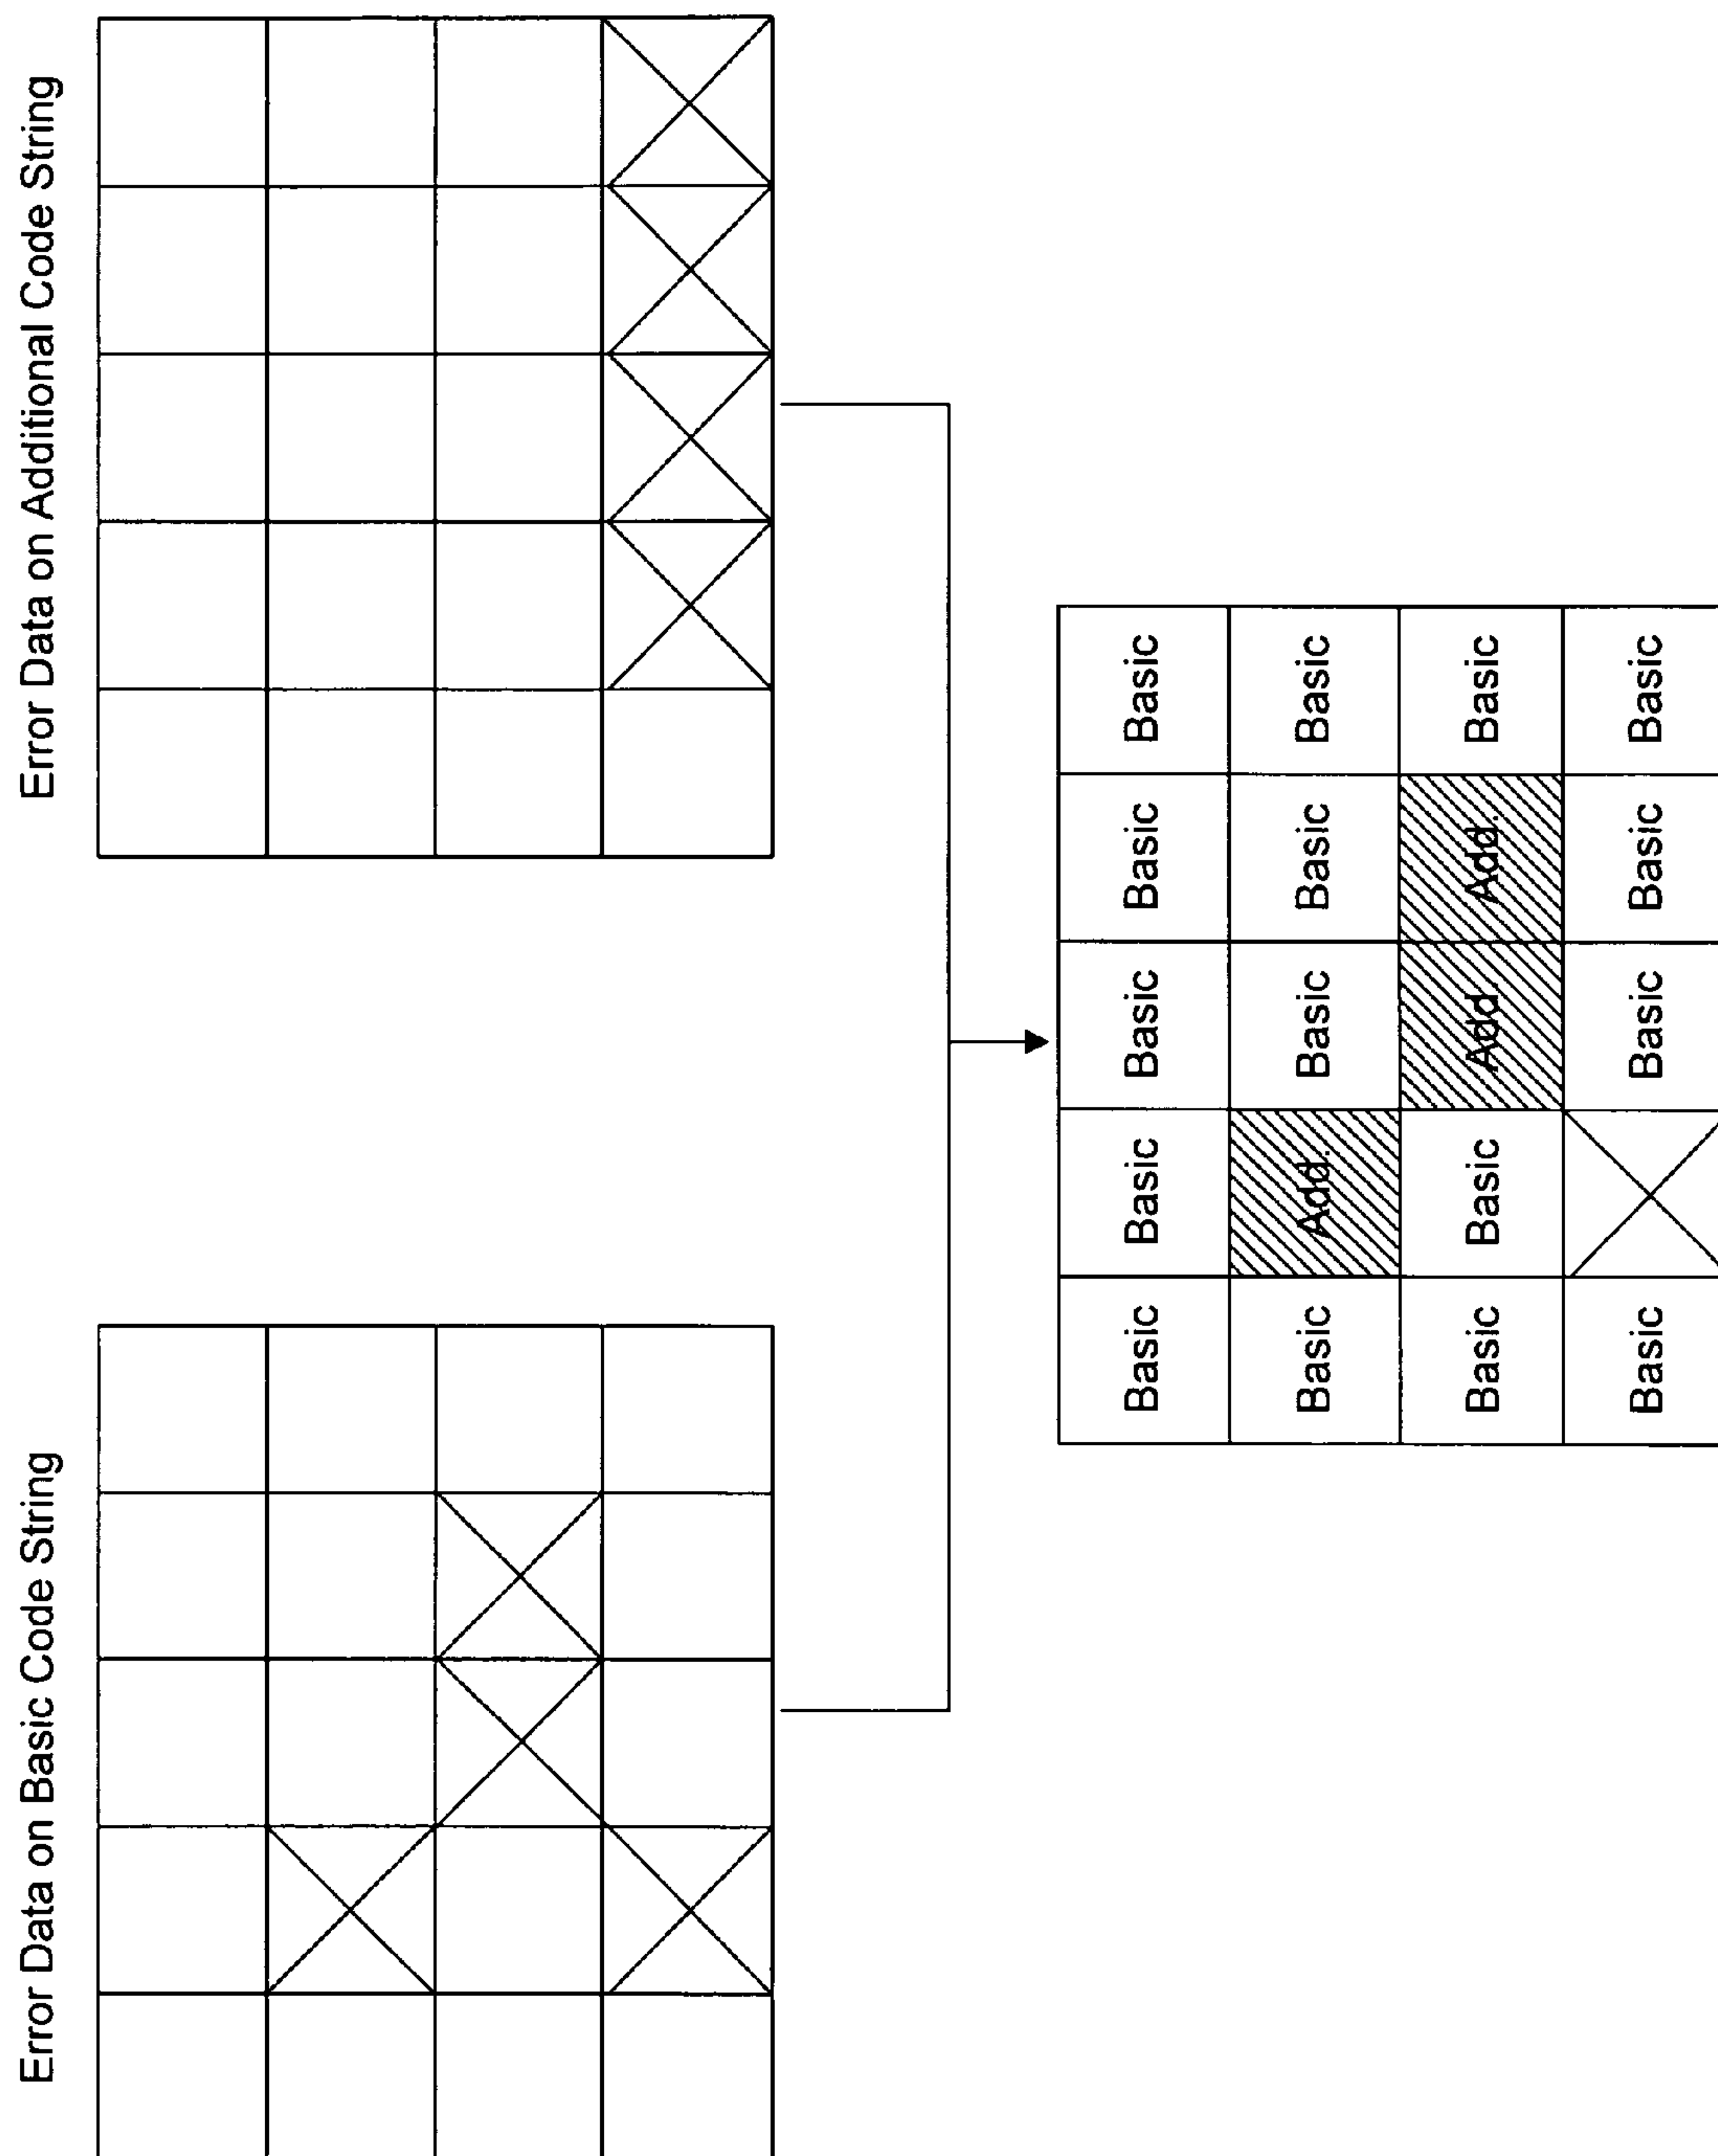 Error Data on Basic Code String
Error Data on Additional Code String
Basic Basic Basic Basic Basic
Basic Add. Basic Basic Basic
Basic Basic Add. Add. Basic
Basic Basic Basic Basic